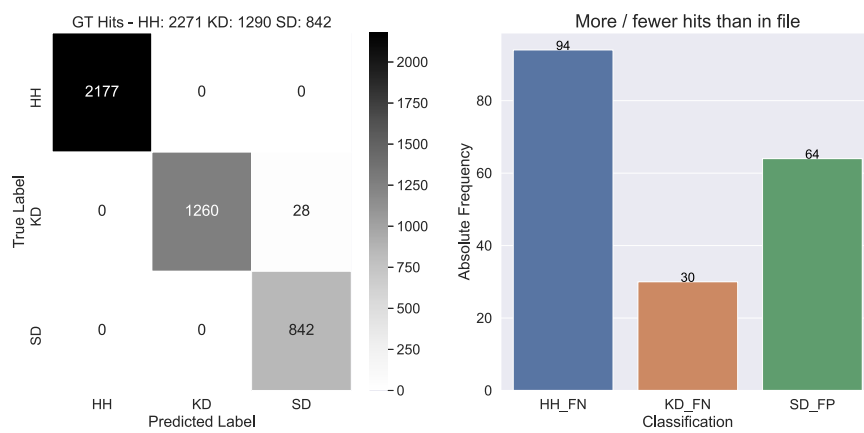 GT Hits - HH: 2271 KD: 1290 SD: 842
True Label
HH
KD
SD
2177 0 0
0 1260 28
0 0 842
HH KD SD
Predicted Label
2000
1750
1500
1250
1000
750
500
250
0
More / fewer hits than in file
Absolute Frequency
80
60
40
20
0
94
30
64
HH_FN KD_FN SD_FP
Classification